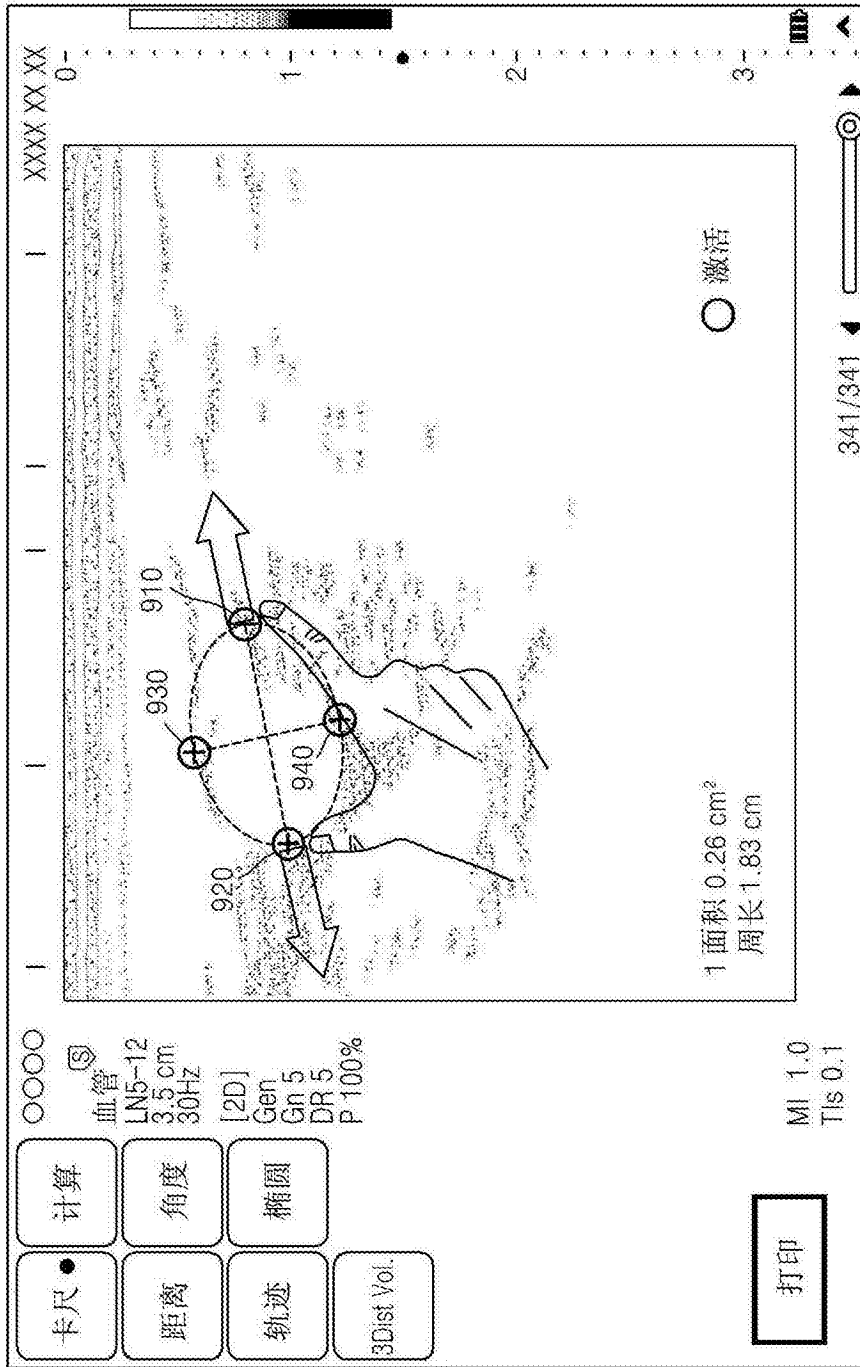 卡尺 ●
计算
距离
角度
轨迹
椭圆
3Dist Vol.
打印
○○○○
S
血管
LN5-12
3.5 cm
30Hz
[2D]
Gen
Gn 5
DR 5
P 100%
MI 1.0
TIs 0.1
XXXX XX XX
0-
1-
2-
3-
910
930
920
940
1 面积 0.26 cm²
周长 1.83 cm
激活
341/341